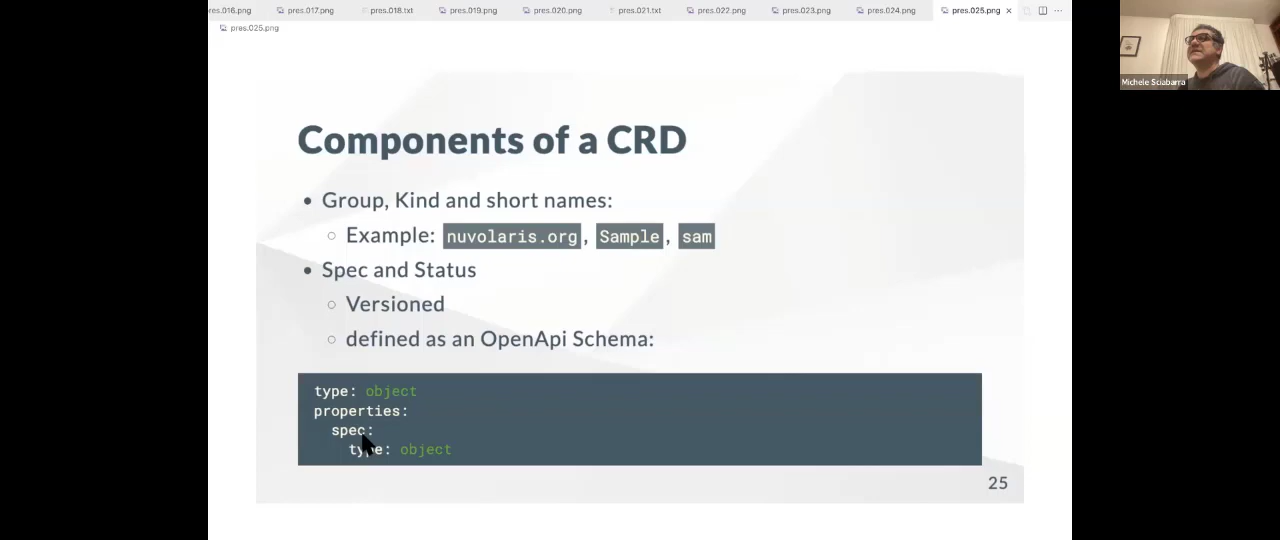 res.016.png pres.017.png pres.018.txt pres.019.png pres.020.png pres.021.txt pres.022.png pres.023.png pres.024.png pres.025.png × ···
pres.025.png
Michele Sciabarra
Components of a CRD
• Group, Kind and short names:
○ Example: nuvolaris.org, Sample, sam
• Spec and Status
○ Versioned
○ defined as an OpenApi Schema:
type: object
properties:
spec:
type: object
25